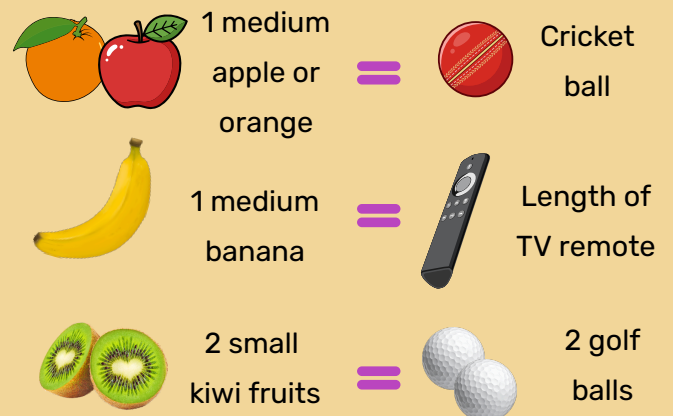 1 medium
apple or
orange
=
Cricket
ball
1 medium
banana
=
Length of
TV remote
2 small
kiwi fruits
=
2 golf
balls